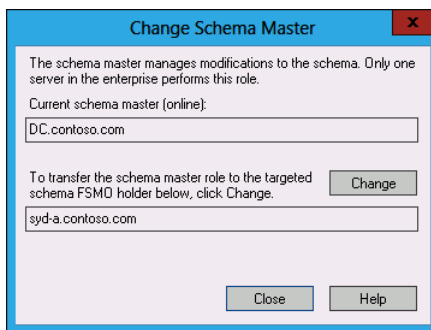 Change Schema Master
x
The schema master manages modifications to the schema. Only one
server in the enterprise performs this role.
Current schema master (online):
DC.contoso.com
To transfer the schema master role to the targeted
schema FSMO holder below, click Change.
Change
syd-a.contoso.com
Close
Help